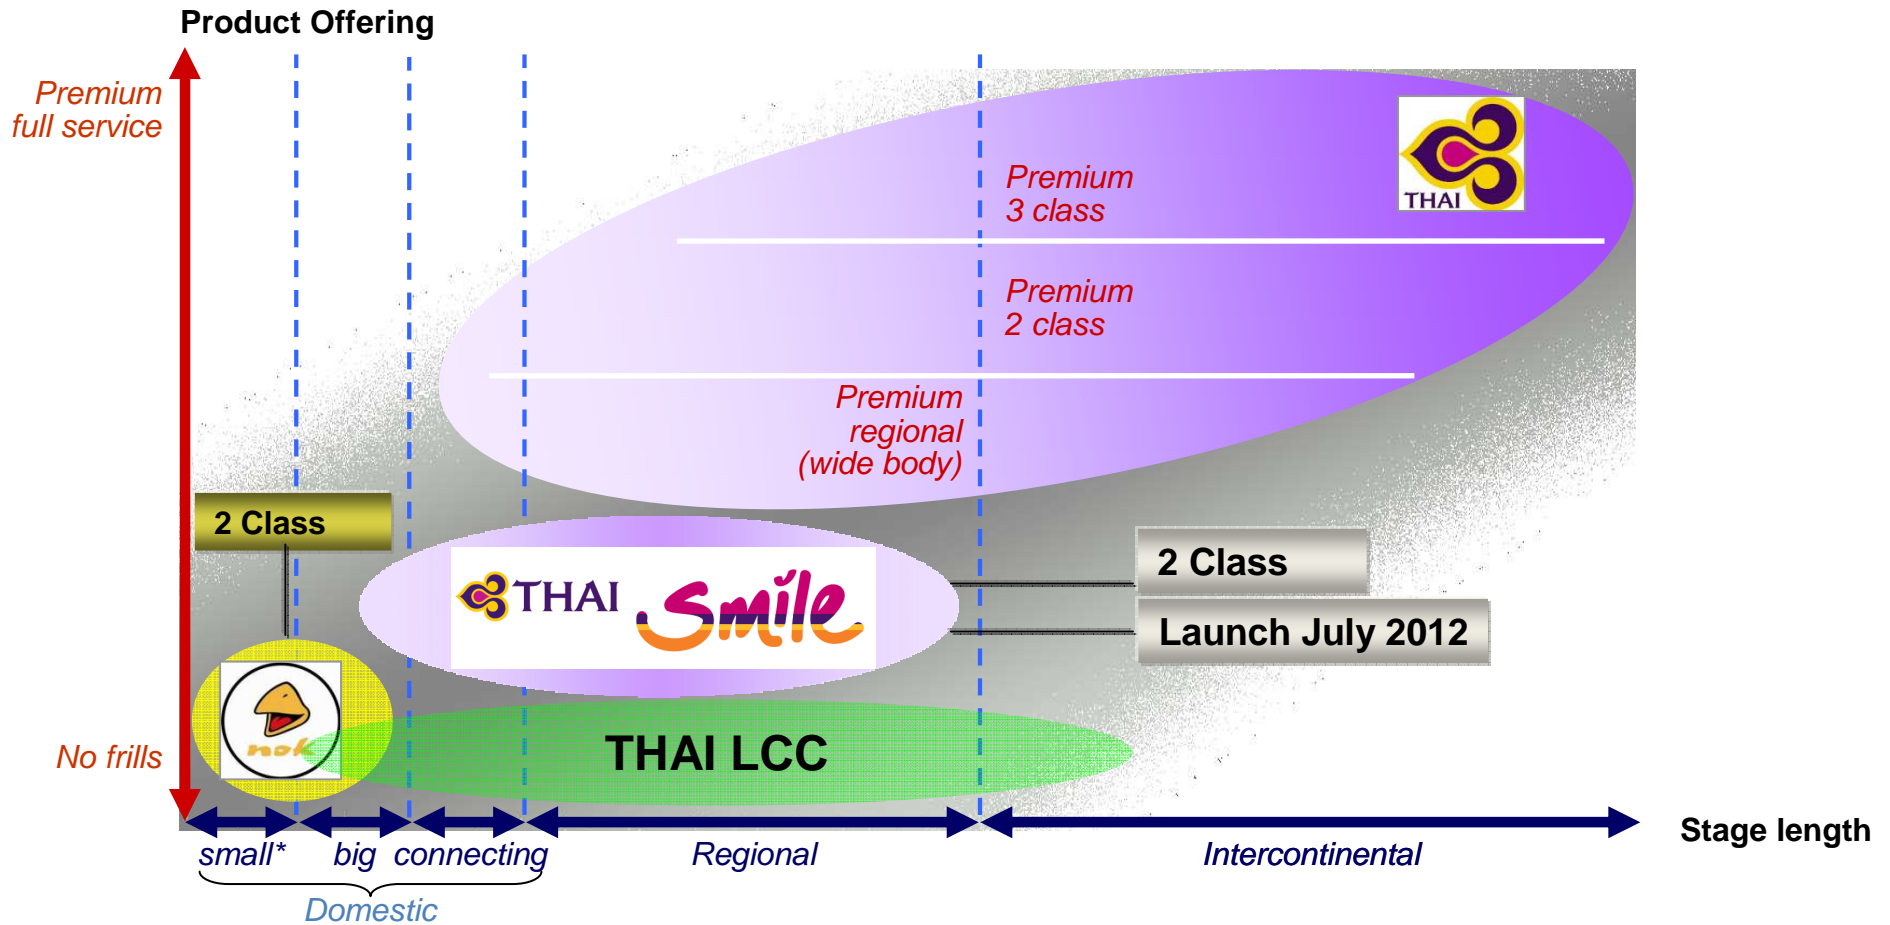 Product Offering
Premium
full service
THAI
Premium
3 class
Premium
2 class
Premium
regional
(wide body)
2 Class
THAI smile
2 Class
Launch July 2012
nok
No frills
THAI LCC
small* big connecting Regional Intercontinental
Stage length
Domestic